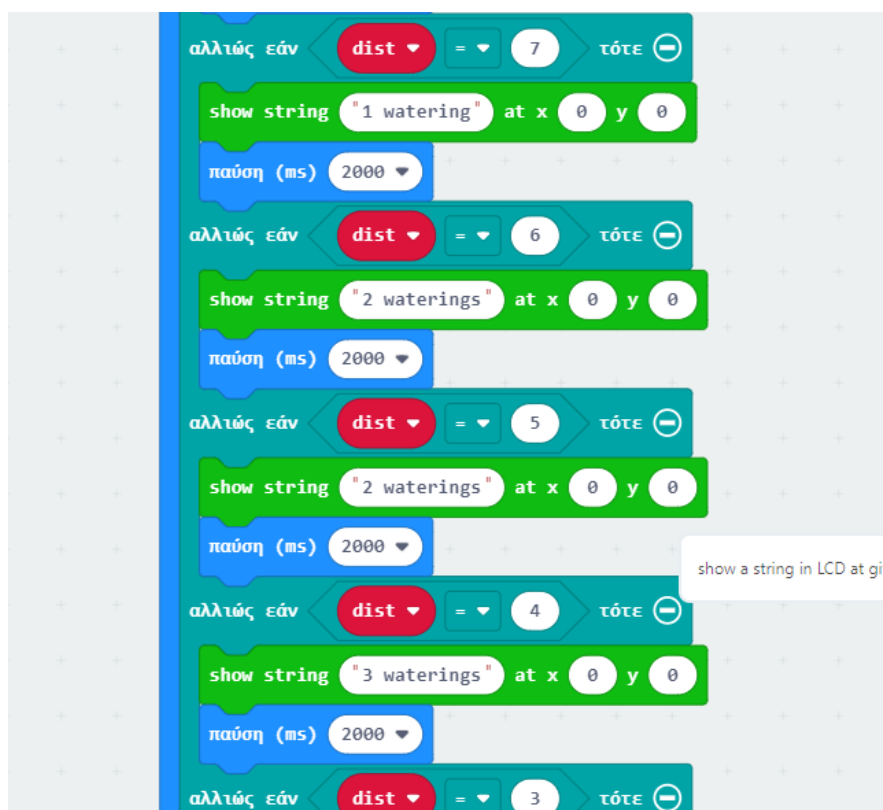 αλλιώς εάν dist = 7 τότε
show string "1 watering" at x 0 y 0
παύση (ms) 2000
αλλιώς εάν dist = 6 τότε
show string "2 waterings" at x 0 y 0
παύση (ms) 2000
αλλιώς εάν dist = 5 τότε
show string "2 waterings" at x 0 y 0
παύση (ms) 2000
show a string in LCD at gi
αλλιώς εάν dist = 4 τότε
show string "3 waterings" at x 0 y 0
παύση (ms) 2000
αλλιώς εάν dist = 3 τότε